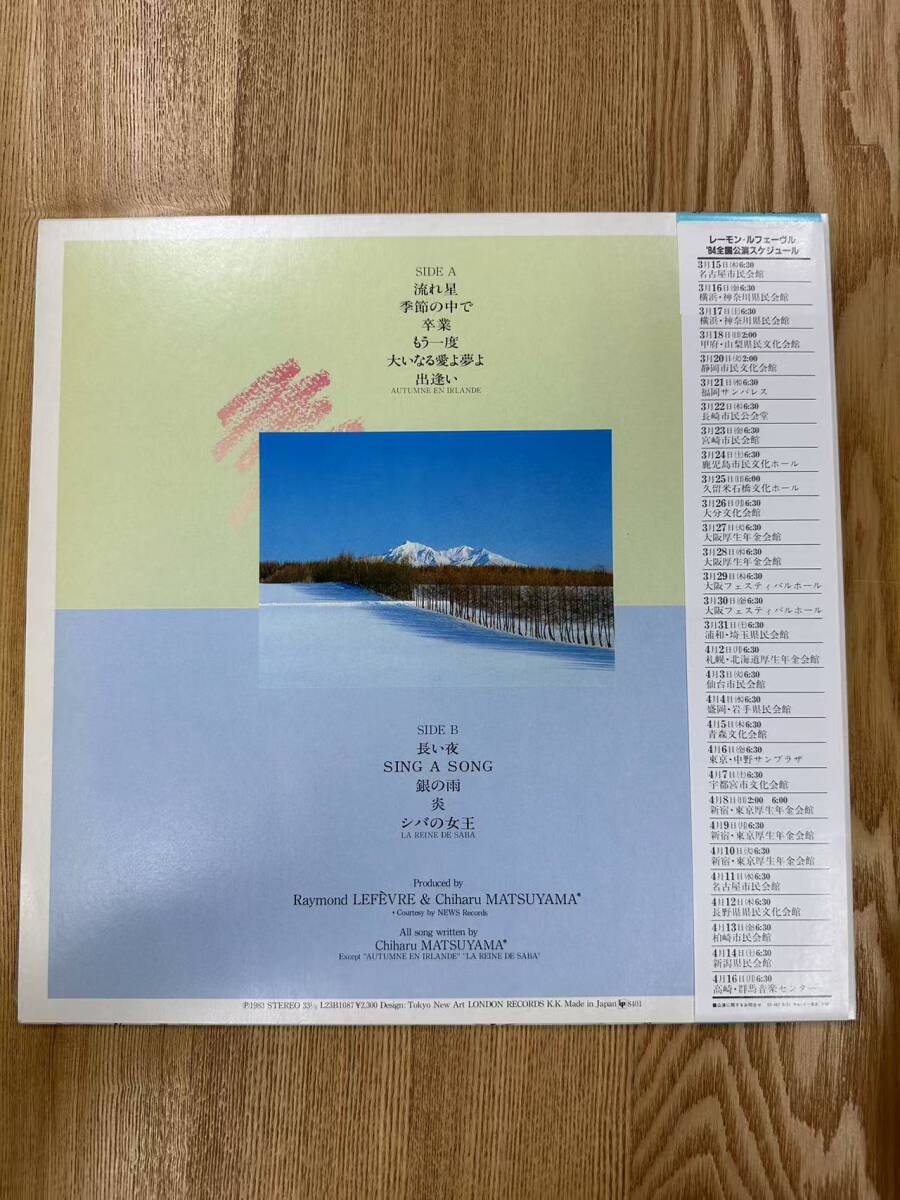 SIDE A
流れ星
季節の中で
卒業
もう一度
大いなる愛よ夢よ
出逢い
AUTUMNE EN IRLANDE
SIDE B
長い夜
SING A SONG
銀の雨
炎
シバの女王
LA REINE DE SABA
Produced by
Raymond LEFÈVRE & Chiharu MATSUYAMA*
• Courtesy by NEWS Records
All song written by
Chiharu MATSUYAMA*
Except "AUTUMNE EN IRLANDE" "LA REINE DE SABA"
Ⓟ1983 STEREO 33⅓ L23B1087 ¥2,300 Design: Tokyo New Art LONDON RECORDS K.K. Made in Japan Lp 8401
レーモン・ルフェーヴル
'84全国公演スケジュール
3月15日(木)6:30
名古屋市民会館
3月16日(金)6:30
横浜・神奈川県民会館
3月17日(土)6:30
横浜・神奈川県民会館
3月18日(日)2:00
甲府・山梨県民文化会館
3月20日(火)2:00
静岡市民文化会館
3月21日(水)6:30
福岡サンパレス
3月22日(木)6:30
長崎市民公会堂
3月23日(金)6:30
宮崎市民会館
3月24日(土)6:30
鹿児島市民文化ホール
3月25日(日)6:00
久留米石橋文化ホール
3月26日(月)6:30
大分文化会館
3月27日(火)6:30
大阪厚生年金会館
3月28日(水)6:30
大阪厚生年金会館
3月29日(木)6:30
大阪フェスティバルホール
3月30日(金)6:30
大阪フェスティバルホール
3月31日(土)6:30
浦和・埼玉県民会館
4月2日(月)6:30
札幌・北海道厚生年金会館
4月3日(火)6:30
仙台市民会館
4月4日(水)6:30
盛岡・岩手県民会館
4月5日(木)6:30
青森文化会館
4月6日(金)6:30
東京・中野サンプラザ
4月7日(土)6:30
宇都宮市文化会館
4月8日(日)2:00 6:00
新宿・東京厚生年金会館
4月9日(月)6:30
新宿・東京厚生年金会館
4月10日(火)6:30
新宿・東京厚生年金会館
4月11日(水)6:30
名古屋市民会館
4月12日(木)6:30
長野県県民文化会館
4月13日(金)6:30
柏崎市民会館
4月14日(土)6:30
新潟県民会館
4月16日(月)6:30
高崎・群馬音楽センター
■公演に関するお問合せ